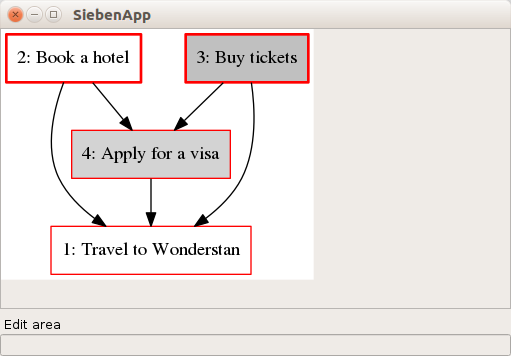 SiebenApp
2: Book a hotel
3: Buy tickets
4: Apply for a visa
1: Travel to Wonderstan
Edit area